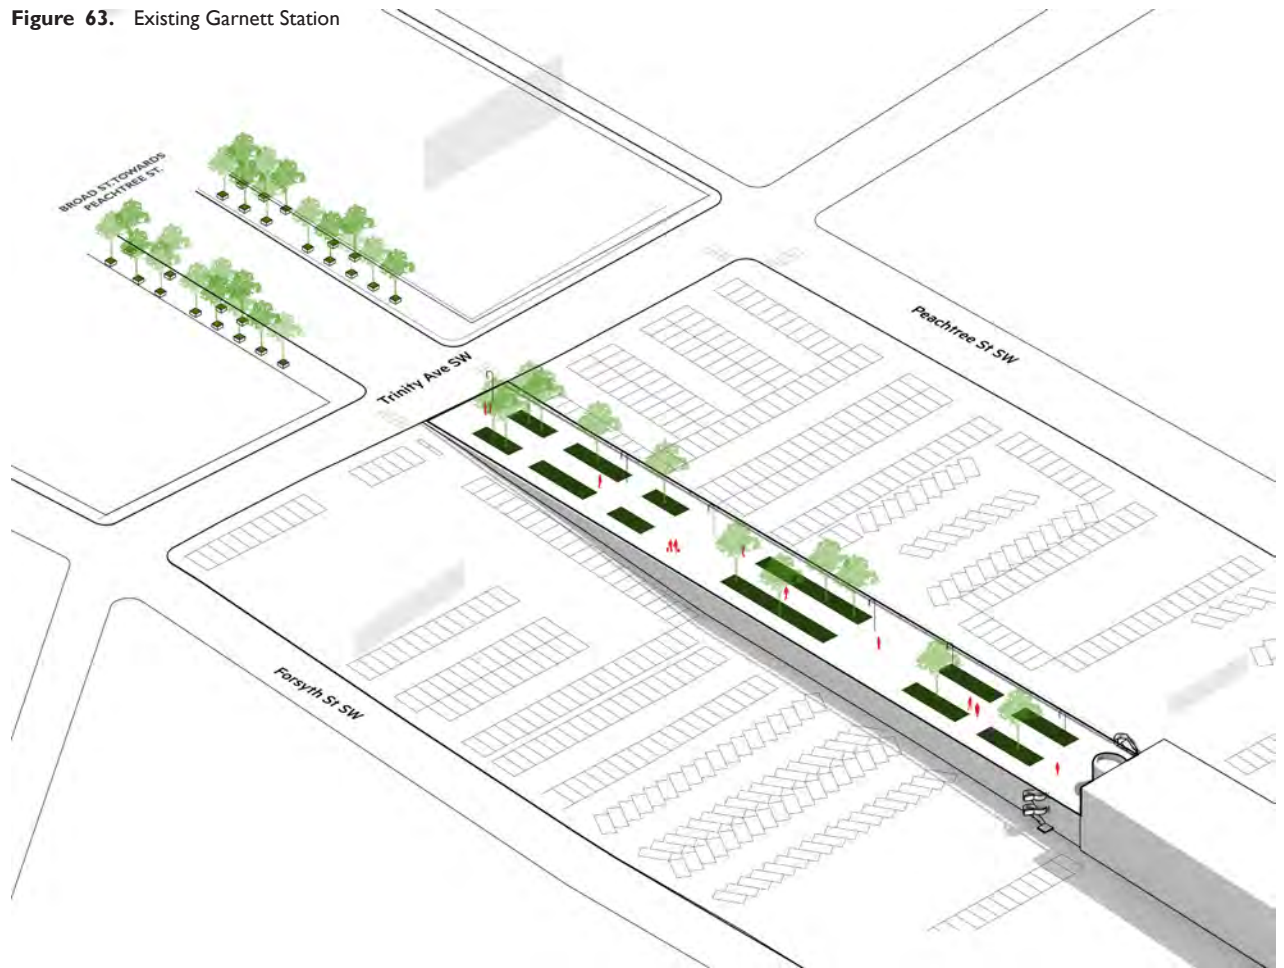 Figure 63. Existing Garnett Station
BROAD ST. TOWARDS
PEACHTREE ST.
Peachtree St SW
Trinity Ave SW
Forsyth St SW